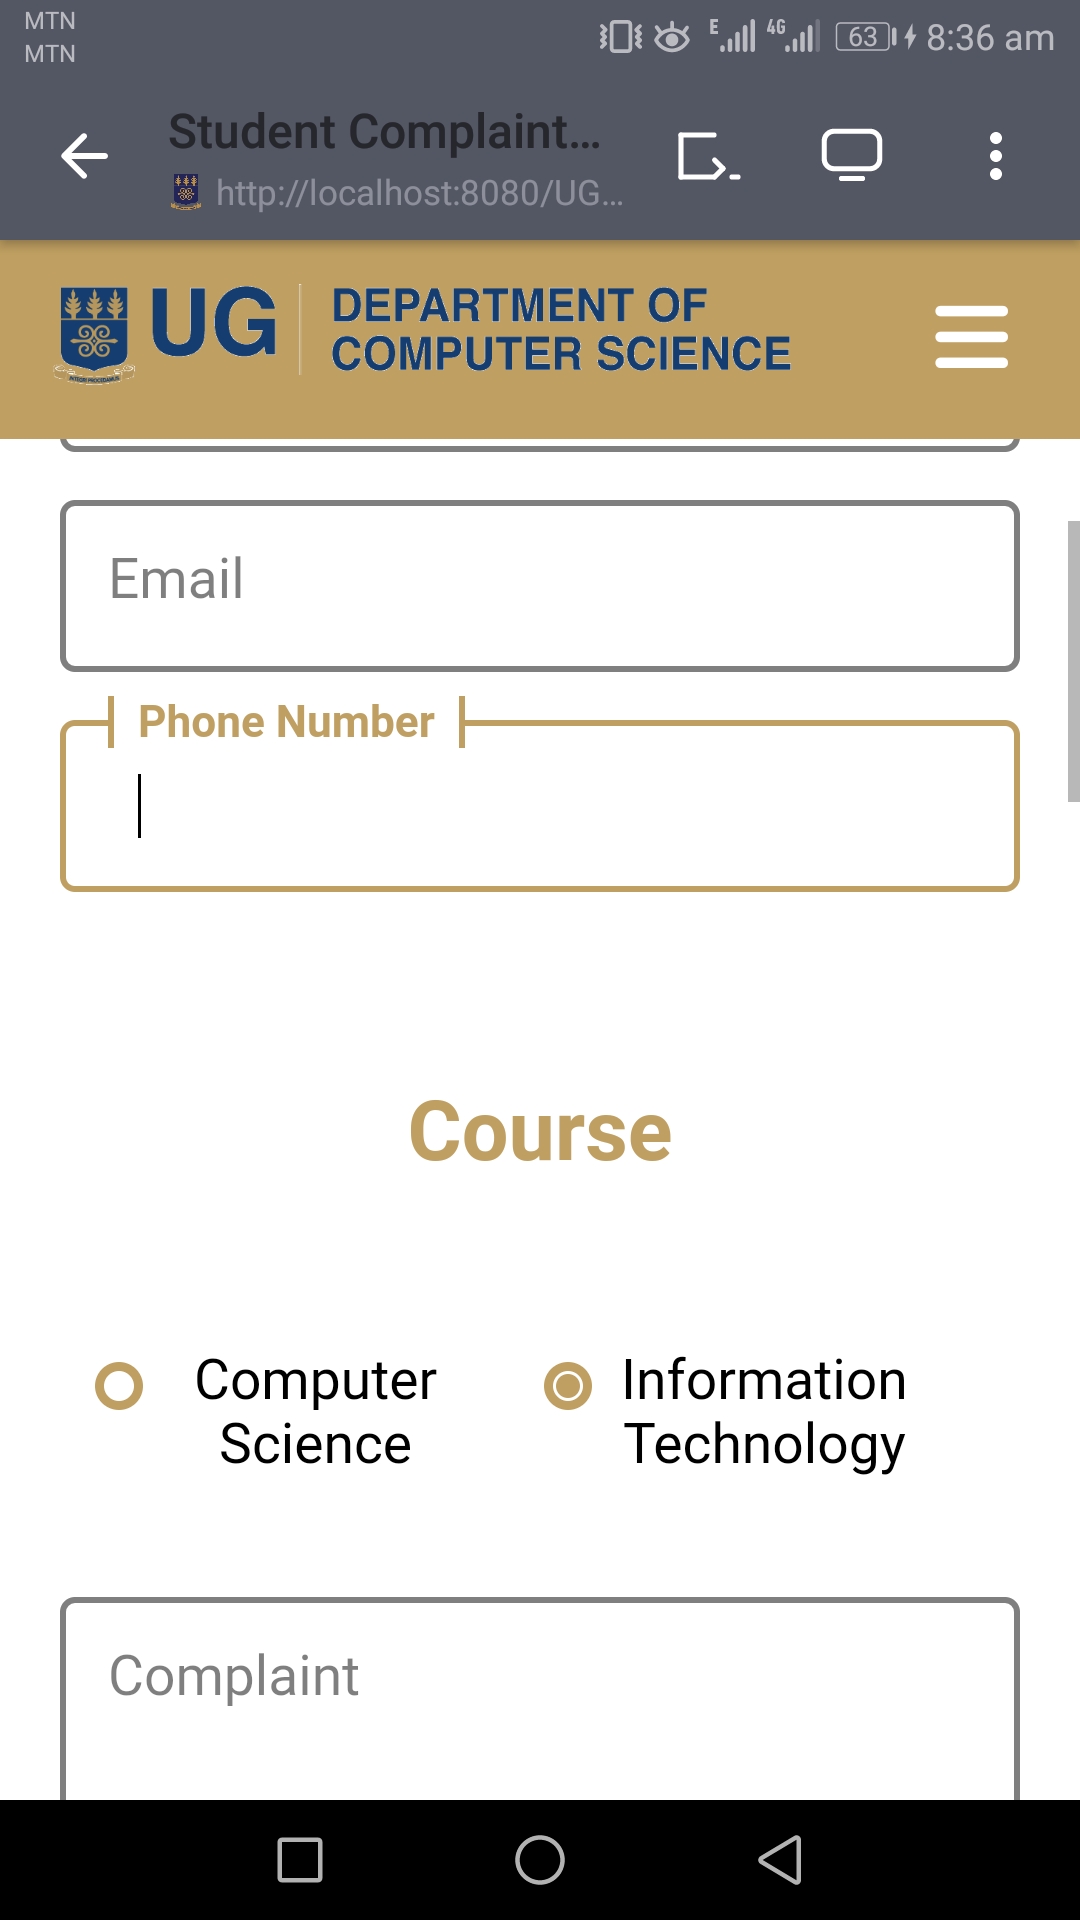 MTN
MTN
E 4G 63 8:36 am
Student Complaint...
http://localhost:8080/UG...
UG
DEPARTMENT OF
COMPUTER SCIENCE
Email
Phone Number
Course
Computer
Science
Information
Technology
Complaint